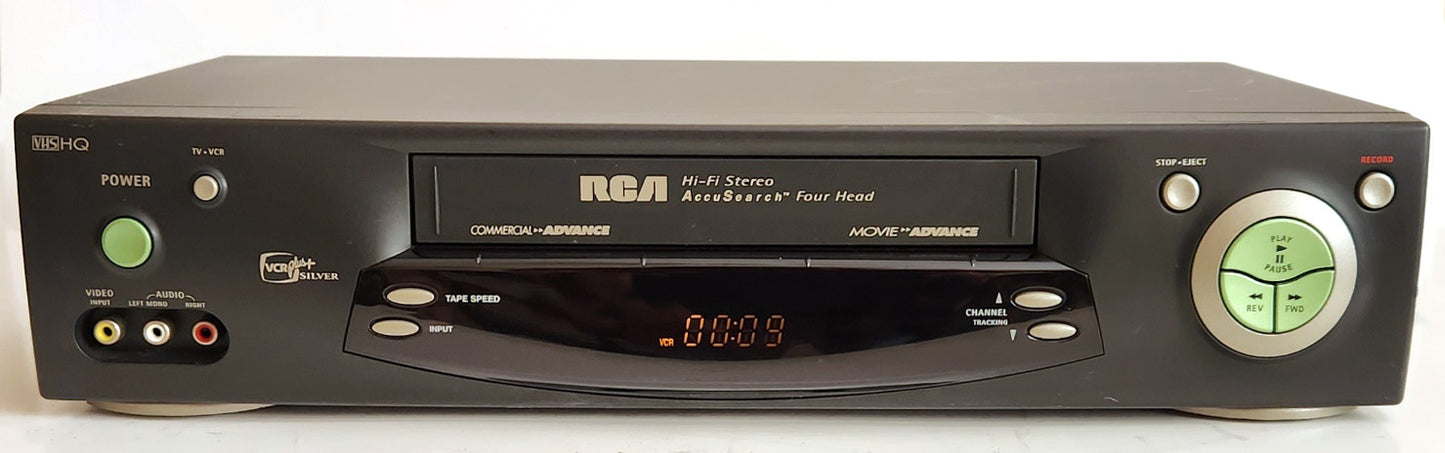 VHS HQ
POWER
TV • VCR
VCR plus+
SILVER
VIDEO
INPUT
AUDIO
LEFT MONO
RIGHT
RCA
Hi-Fi Stereo
AccuSearch™ Four Head
COMMERCIAL ▸▸ ADVANCE
MOVIE ▸▸ ADVANCE
TAPE SPEED
INPUT
VCR
00:09
CHANNEL
TRACKING
STOP • EJECT
RECORD
PLAY
PAUSE
REV
FWD